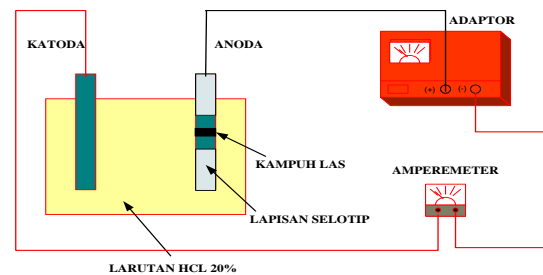 ADAPTOR
KATODA
ANODA
(+) (-)
KAMPUH LAS
AMPEREMETER
LAPISAN SELOTIP
LARUTAN HCL 20%